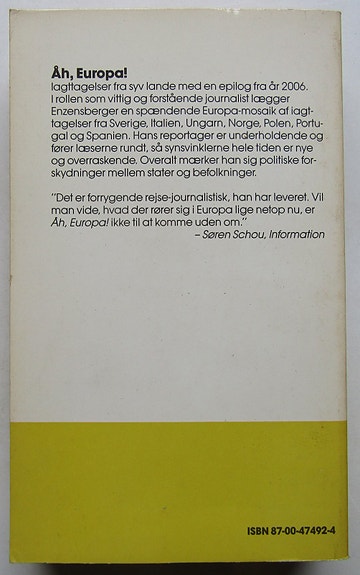 Åh, Europa!
Iagttagelser fra syv lande med en epilog fra år 2006.
I rollen som vittig og forstående journalist lægger
Enzensberger en spændende Europa-mosaik af iagt-
tagelser fra Sverige, Italien, Ungarn, Norge, Polen, Portu-
gal og Spanien. Hans reportager er underholdende og
fører læserne rundt, så synsvinklerne hele tiden er nye
og overraskende. Overalt mærker han sig politiske for-
skydninger mellem stater og befolkninger.
"Det er forrygende rejse-journalistisk, han har leveret. Vil
man vide, hvad der rører sig i Europa lige netop nu, er
Åh, Europa! ikke til at komme uden om."
– Søren Schou, Information
ISBN 87-00-47492-4